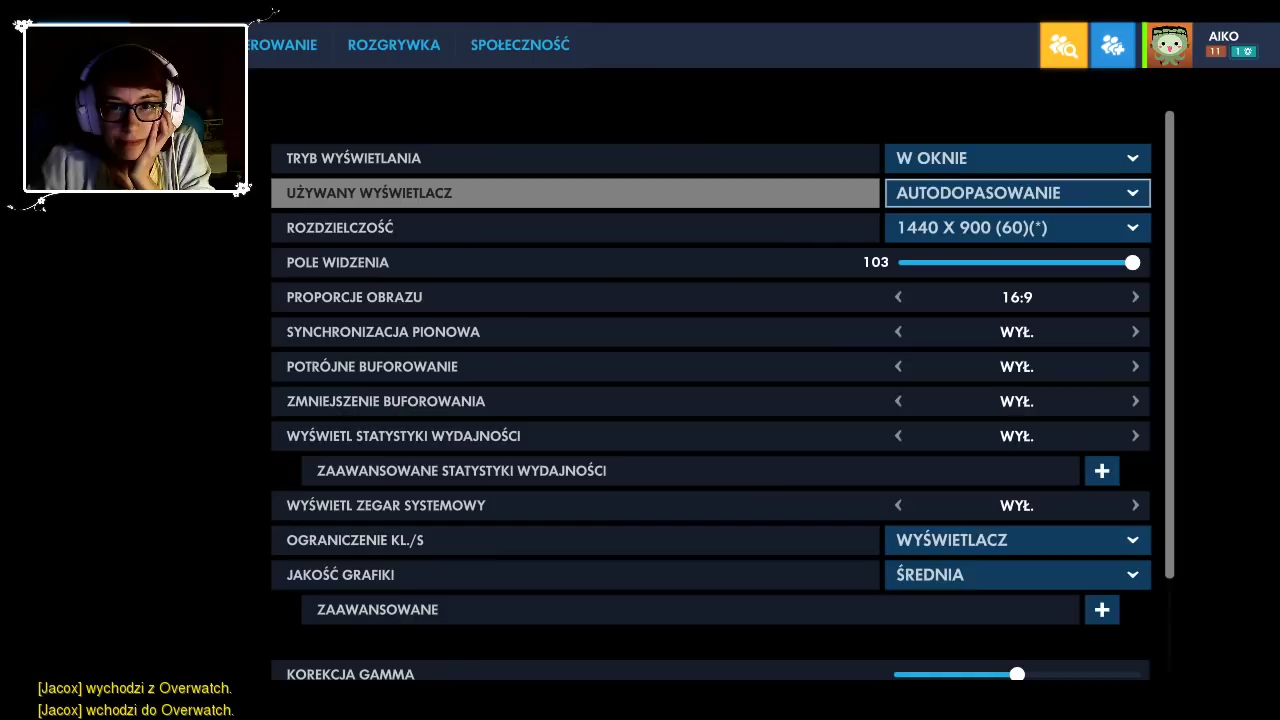 EROWANIE ROZGRYWKA SPOŁECZNOŚĆ
AIKO
11 1
TRYB WYŚWIETLANIA W OKNIE
UŻYWANY WYŚWIETLACZ AUTODOPASOWANIE
ROZDZIELCZOŚĆ 1440 X 900 (60)(*)
POLE WIDZENIA 103
PROPORCJE OBRAZU 16:9
SYNCHRONIZACJA PIONOWA WYŁ.
POTRÓJNE BUFOROWANIE WYŁ.
ZMNIEJSZENIE BUFOROWANIA WYŁ.
WYŚWIETL STATYSTYKI WYDAJNOŚCI WYŁ.
ZAAWANSOWANE STATYSTYKI WYDAJNOŚCI
WYŚWIETL ZEGAR SYSTEMOWY WYŁ.
OGRANICZENIE KL./S WYŚWIETLACZ
JAKOŚĆ GRAFIKI ŚREDNIA
ZAAWANSOWANE
KOREKCJA GAMMA
[Jacox] wychodzi z Overwatch.
[Jacox] wchodzi do Overwatch.